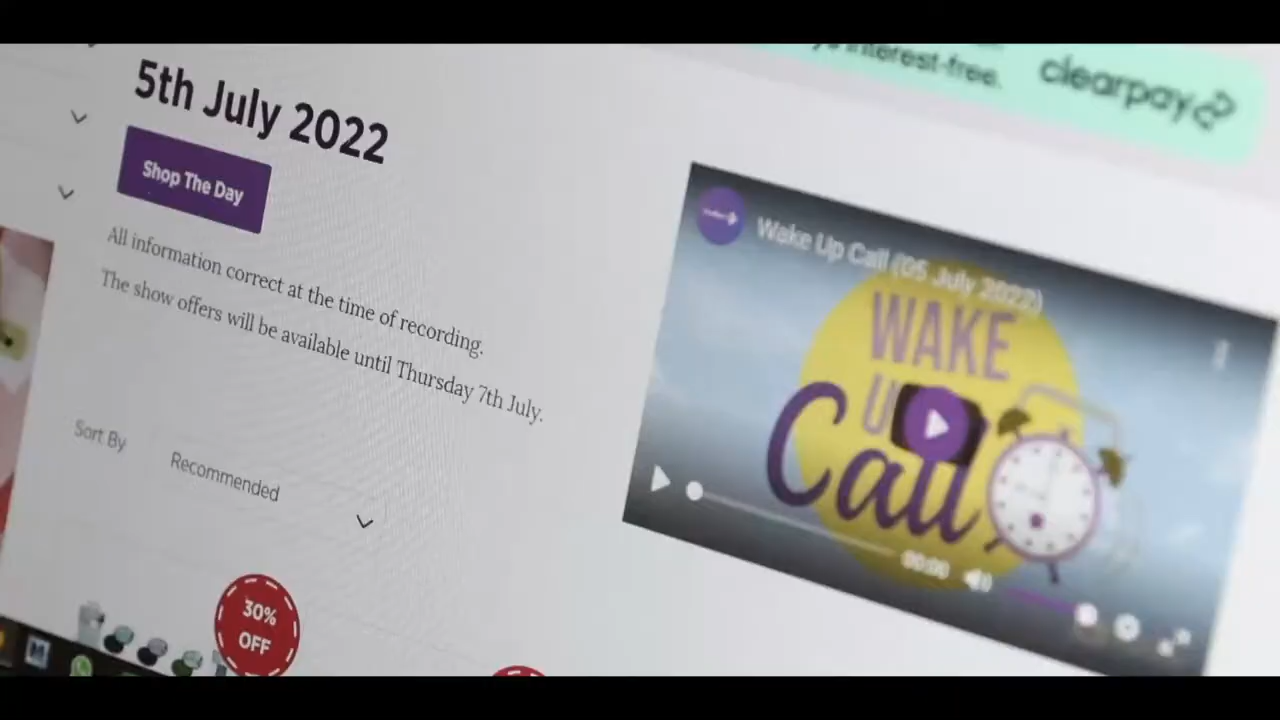 5th July 2022
Shop The Day
All information correct at the time of recording.
The show offers will be available until Thursday 7th July.
Sort By
Recommended
30%
OFF
interest-free.
clearpay
Wake Up Call (05 July 2022)
WAKE
UP
Call
00:00